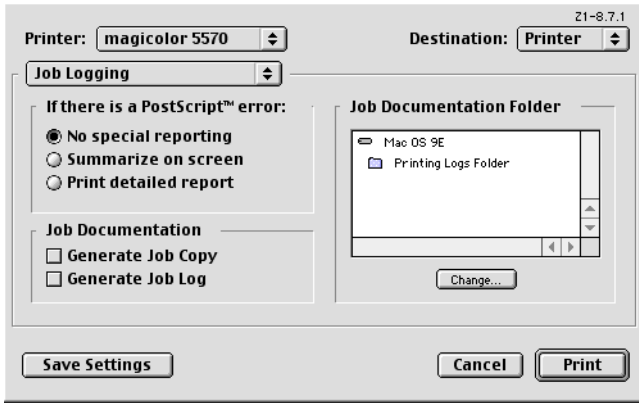 Z1-8.7.1
Printer: magicolor 5570 Destination: Printer
Job Logging
If there is a PostScript™ error:
No special reporting
Summarize on screen
Print detailed report
Job Documentation
Generate Job Copy
Generate Job Log
Job Documentation Folder
Mac OS 9E
Printing Logs Folder
Change...
Save Settings Cancel Print